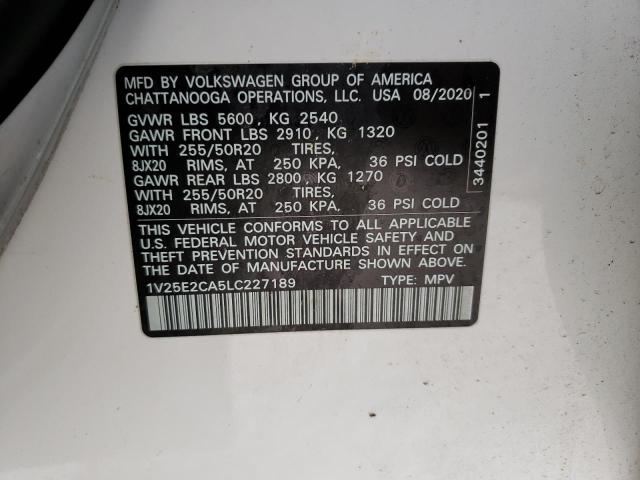 MFD BY VOLKSWAGEN GROUP OF AMERICA
CHATTANOOGA OPERATIONS, LLC. USA 08/2020
GVWR LBS 5600, KG 2540
GAWR FRONT LBS 2910, KG 1320
WITH 255/50R20 TIRES,
8JX20 RIMS, AT 250 KPA, 36 PSI COLD
GAWR REAR LBS 2800, KG 1270
WITH 255/50R20 TIRES,
8JX20 RIMS, AT 250 KPA, 36 PSI COLD
THIS VEHICLE CONFORMS TO ALL APPLICABLE
U.S. FEDERAL MOTOR VEHICLE SAFETY AND
THEFT PREVENTION STANDARDS IN EFFECT ON
THE DATE OF MANUFACTURE SHOWN ABOVE.
1V25E2CA5LC227189 TYPE: MPV
3440201 1